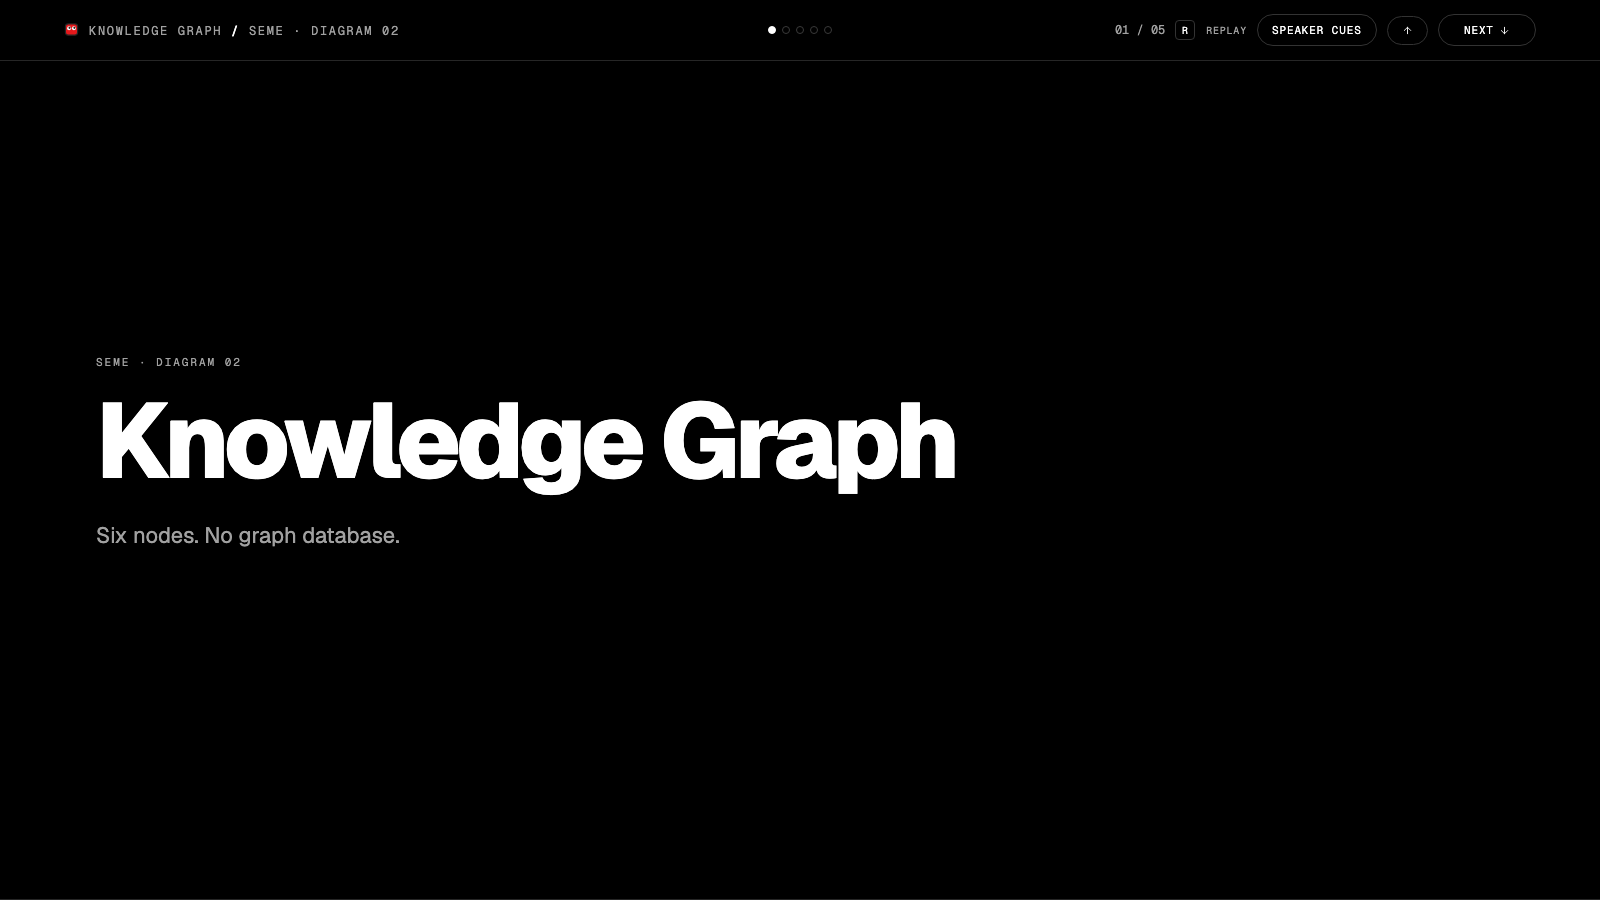 KNOWLEDGE GRAPH / SEME · DIAGRAM 02
01 / 05 R REPLAY SPEAKER CUES ↑ NEXT ↓
SEME · DIAGRAM 02
Knowledge Graph
Six nodes. No graph database.